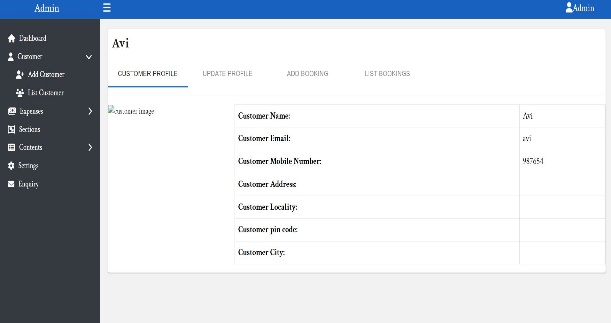 Admin
Admin
Dashboard
Customer
Add Customer
List Customer
Expenses
Sections
Contents
Settings
Enquiry
Avi
CUSTOMER PROFILE UPDATE PROFILE ADD BOOKING LIST BOOKINGS
customer image
Customer Name: Avi
Customer Email: avi
Customer Mobile Number: 987654
Customer Address:
Customer Locality:
Customer pin code:
Customer City: